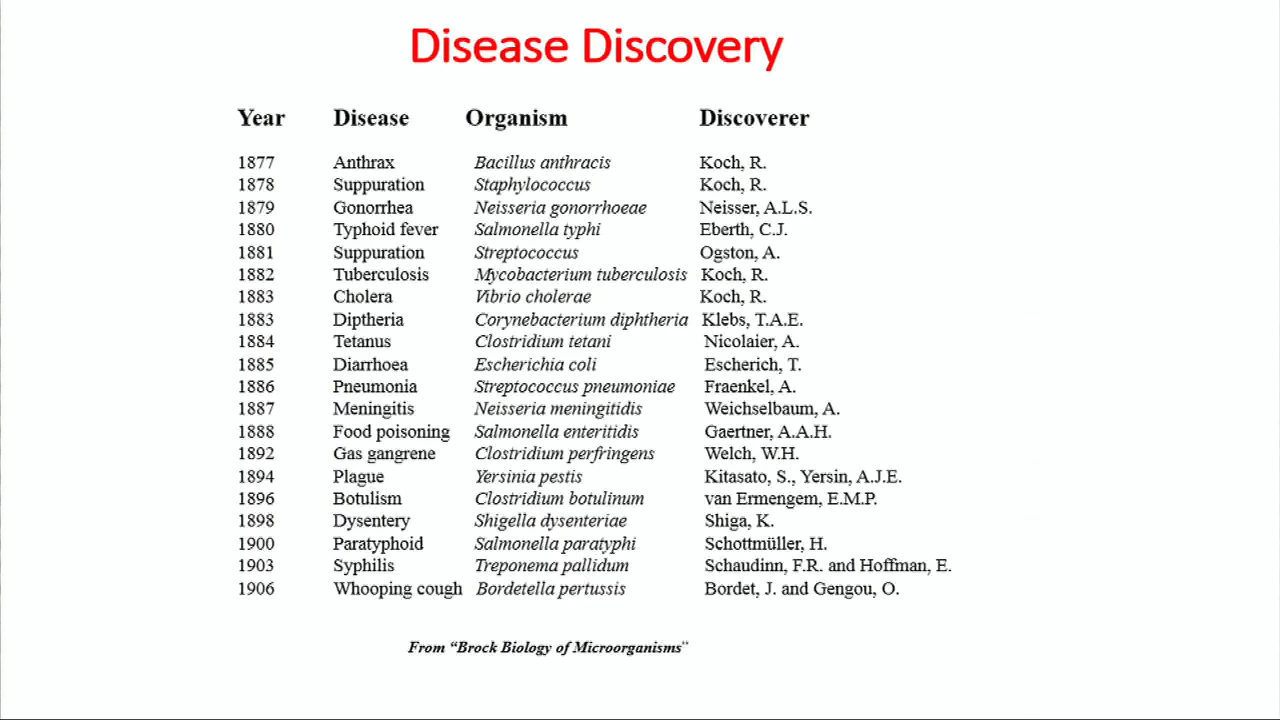 Disease Discovery
Year Disease Organism Discoverer
1877 Anthrax Bacillus anthracis Koch, R.
1878 Suppuration Staphylococcus Koch, R.
1879 Gonorrhea Neisseria gonorrhoeae Neisser, A.L.S.
1880 Typhoid fever Salmonella typhi Eberth, C.J.
1881 Suppuration Streptococcus Ogston, A.
1882 Tuberculosis Mycobacterium tuberculosis Koch, R.
1883 Cholera Vibrio cholerae Koch, R.
1883 Diptheria Corynebacterium diphtheria Klebs, T.A.E.
1884 Tetanus Clostridium tetani Nicolaier, A.
1885 Diarrhoea Escherichia coli Escherich, T.
1886 Pneumonia Streptococcus pneumoniae Fraenkel, A.
1887 Meningitis Neisseria meningitidis Weichselbaum, A.
1888 Food poisoning Salmonella enteritidis Gaertner, A.A.H.
1892 Gas gangrene Clostridium perfringens Welch, W.H.
1894 Plague Yersinia pestis Kitasato, S., Yersin, A.J.E.
1896 Botulism Clostridium botulinum van Ermengem, E.M.P.
1898 Dysentery Shigella dysenteriae Shiga, K.
1900 Paratyphoid Salmonella paratyphi Schottmüller, H.
1903 Syphilis Treponema pallidum Schaudinn, F.R. and Hoffman, E.
1906 Whooping cough Bordetella pertussis Bordet, J. and Gengou, O.
From “Brock Biology of Microorganisms“